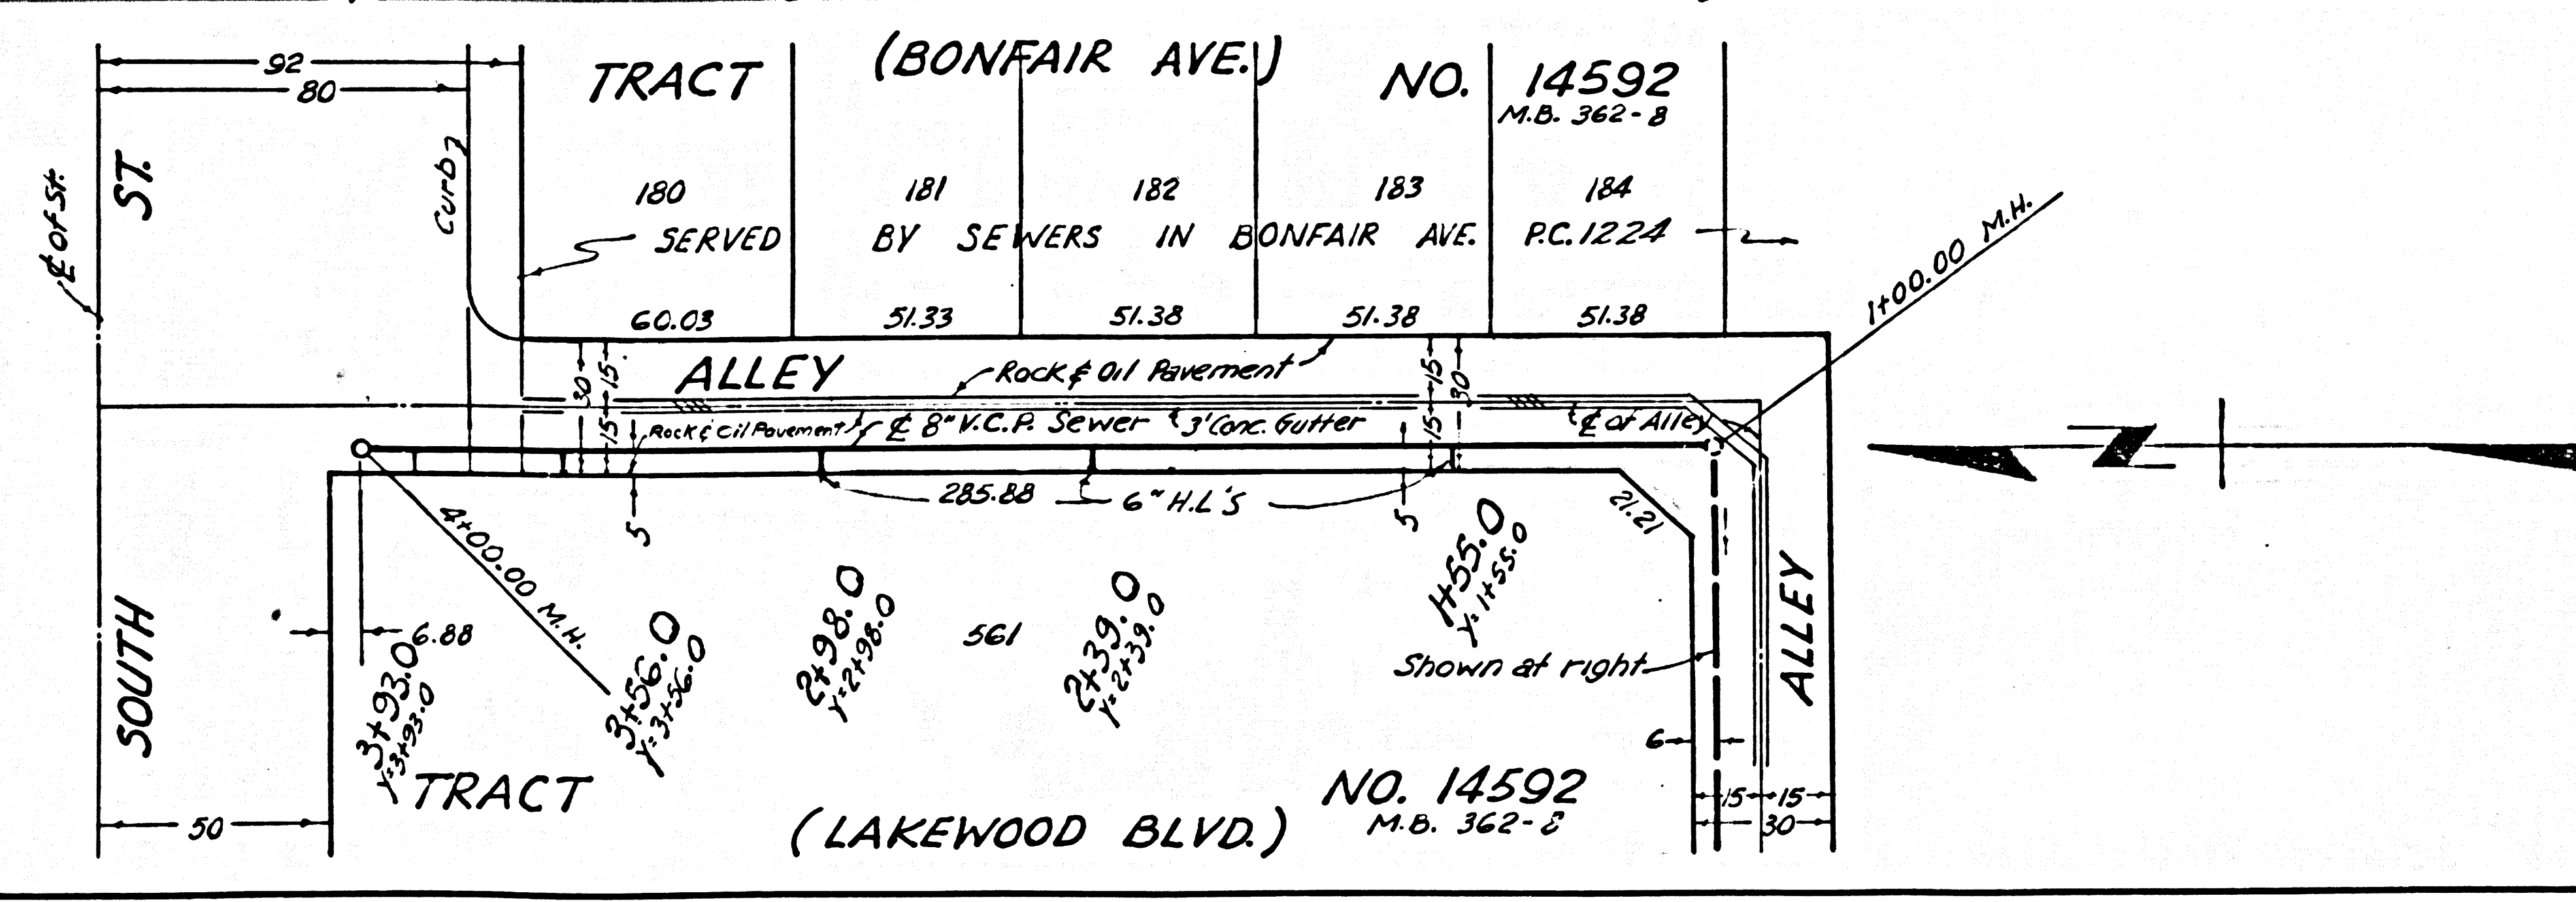 (BONFAIR AVE.)
92
80
TRACT NO. 14592
M.B. 362-8
℄ of St.
ST.
Curb
180 181 182 183 184
SERVED BY SEWERS IN BONFAIR AVE. P.C. 1224
1+00.00 M.H.
60.03 51.33 51.38 51.38 51.38
ALLEY
Rock & Oil Pavement
30 15 15
15 15 30
Rock & Oil Pavement
℄ 8" V.C.P. Sewer
3' Conc. Gutter
℄ of Alley
285.88
6" H.L'S
5
5
21.21
4+00.00 M.H.
6.88
3+93.0
Y=3+93.0
3+56.0
Y=3+56.0
2+98.0
Y=2+98.0
561
2+39.0
Y=2+39.0
1+55.0
Y=1+55.0
Shown at right
ALLEY
SOUTH
6
15 15
30
50
TRACT NO. 14592
M.B. 362-8
(LAKEWOOD BLVD.)
Z